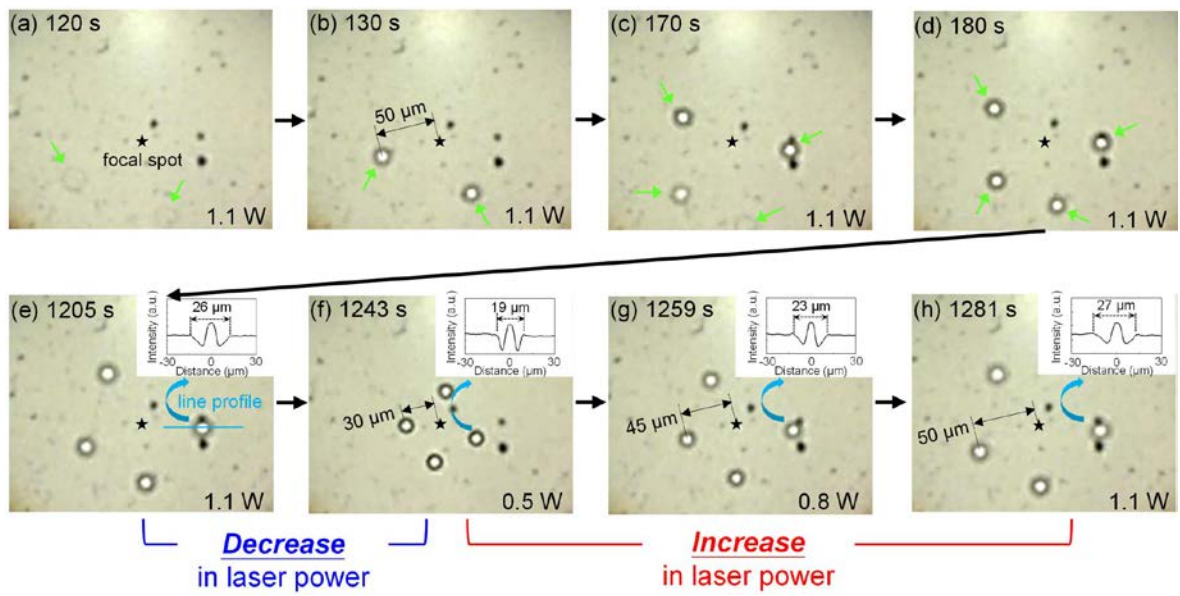 (a) 120 s
focal spot
1.1 W
(b) 130 s
50 µm
1.1 W
(c) 170 s
1.1 W
(d) 180 s
1.1 W
(e) 1205 s
Intensity (a.u.)
26 µm
-30 0 30
Distance (µm)
line profile
1.1 W
(f) 1243 s
Intensity (a.u.)
19 µm
-30 0 30
Distance (µm)
30 µm
0.5 W
(g) 1259 s
Intensity (a.u.)
23 µm
-30 0 30
Distance (µm)
45 µm
0.8 W
(h) 1281 s
Intensity (a.u.)
27 µm
-30 0 30
Distance (µm)
50 µm
1.1 W
Decrease
in laser power
Increase
in laser power